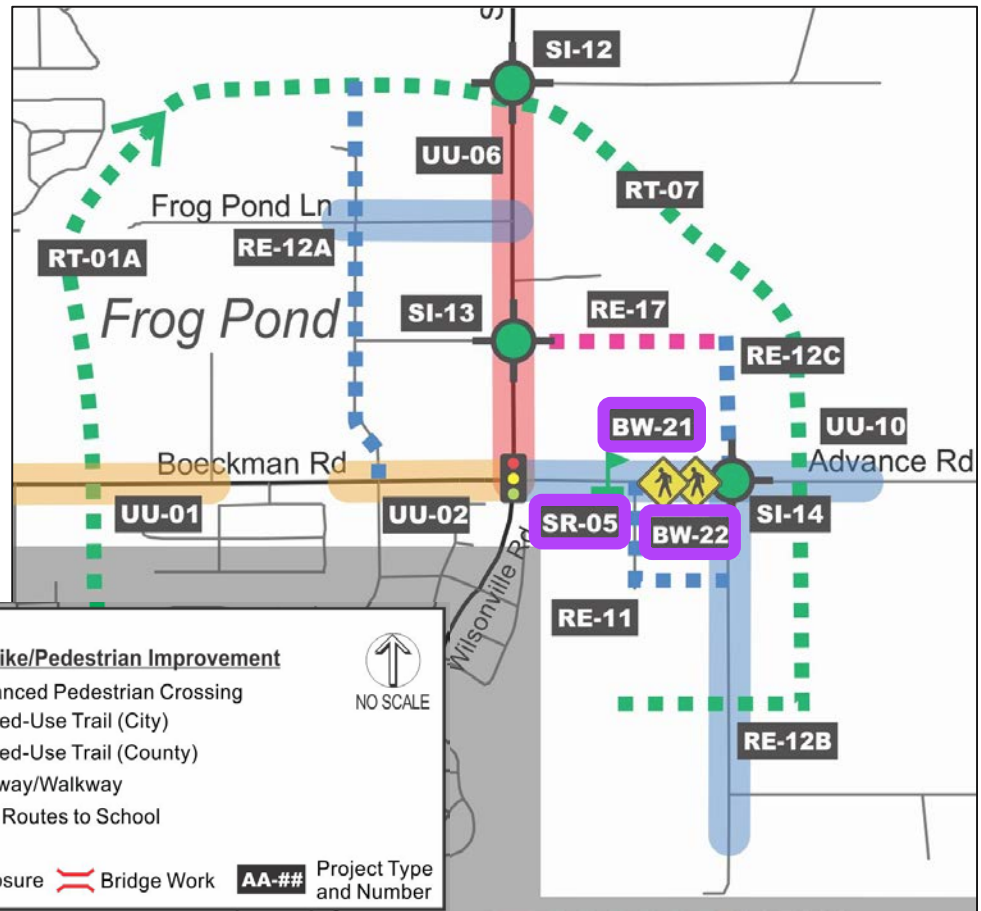 S
SI-12
UU-06
RT-07
Frog Pond Ln
RE-12A
RT-01A
Frog Pond
SI-13
RE-17
RE-12C
BW-21
UU-10
Boeckman Rd
Advance Rd
UU-01
UU-02
SR-05
BW-22
SI-14
Wilsonville Rd
RE-11
RE-12B
ike/Pedestrian Improvement
anced Pedestrian Crossing
ed-Use Trail (City)
ed-Use Trail (County)
way/Walkway
Routes to School
NO SCALE
osure
Bridge Work
AA-##
Project Type
and Number